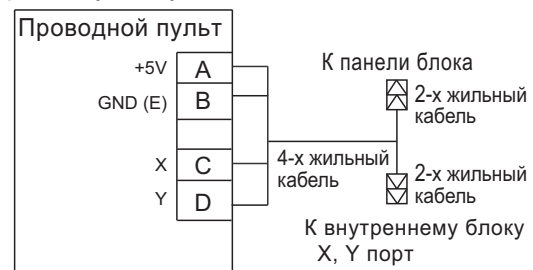 Проводной пульт
+5V A
GND (E) B
X C
Y D
4-х жильный
кабель
К панели блока
2-х жильный
кабель
2-х жильный
кабель
К внутреннему блоку
X, Y порт